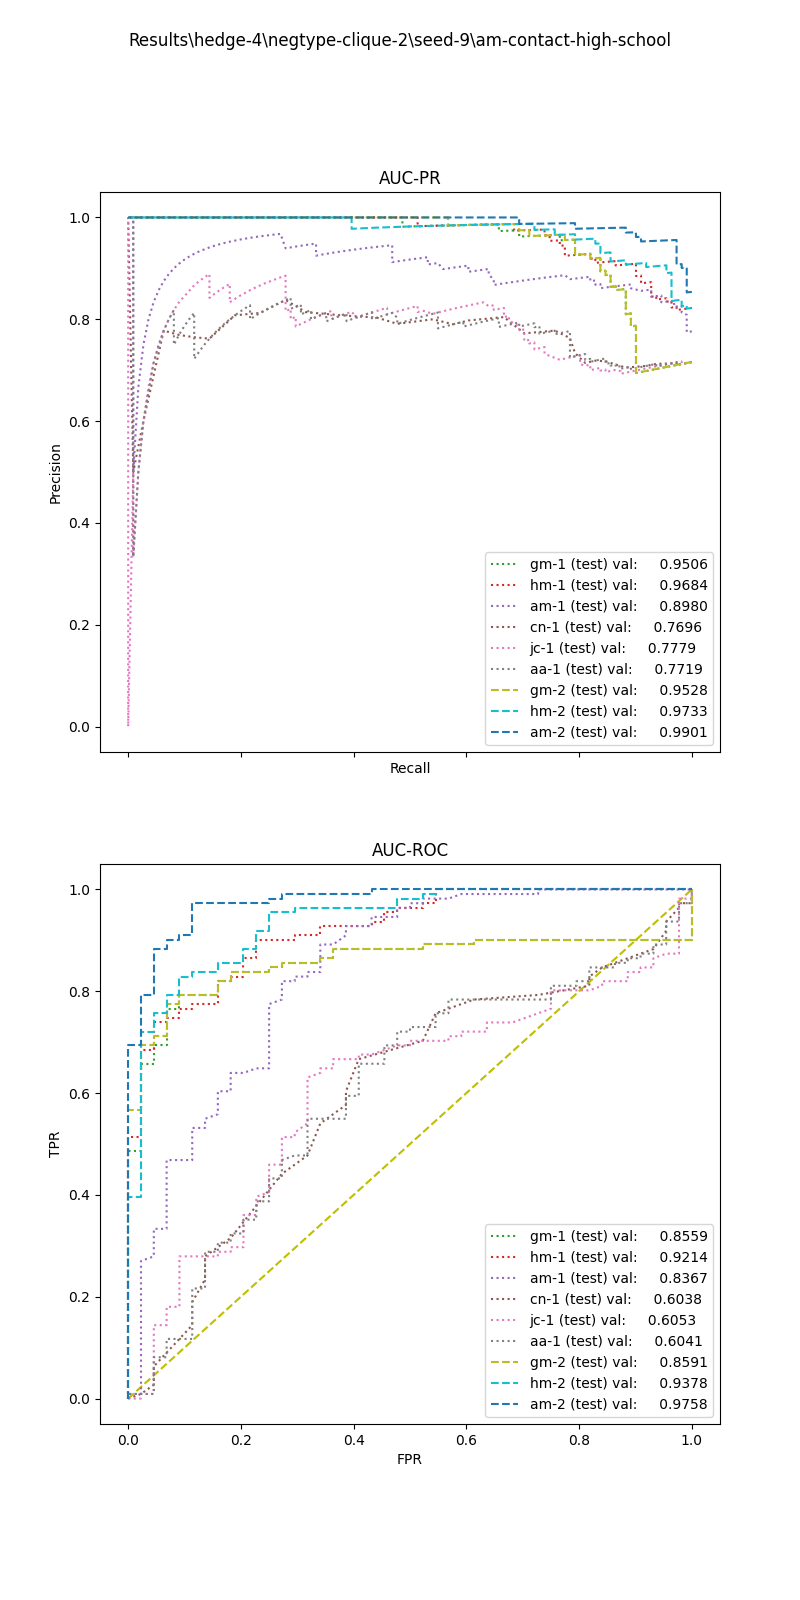 Results\hedge-4\negtype-clique-2\seed-9\am-contact-high-school
AUC-PR
1.0
0.8
0.6
0.4
0.2
0.0
Precision
gm-1 (test) val: 0.9506
hm-1 (test) val: 0.9684
am-1 (test) val: 0.8980
cn-1 (test) val: 0.7696
jc-1 (test) val: 0.7779
aa-1 (test) val: 0.7719
gm-2 (test) val: 0.9528
hm-2 (test) val: 0.9733
am-2 (test) val: 0.9901
Recall
AUC-ROC
1.0
0.8
0.6
0.4
0.2
0.0
TPR
gm-1 (test) val: 0.8559
hm-1 (test) val: 0.9214
am-1 (test) val: 0.8367
cn-1 (test) val: 0.6038
jc-1 (test) val: 0.6053
aa-1 (test) val: 0.6041
gm-2 (test) val: 0.8591
hm-2 (test) val: 0.9378
am-2 (test) val: 0.9758
0.0 0.2 0.4 0.6 0.8 1.0
FPR